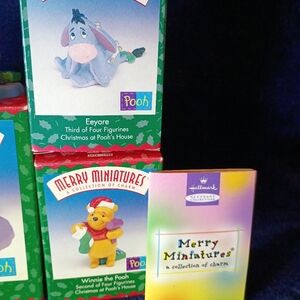 Pooh
Eeyore
Third of Four Figurines
Christmas at Pooh's House
MERRY MINIATURES
A COLLECTION OF CHARM
Pooh
Winnie the Pooh
Second of Four Figurines
Christmas at Pooh's House
Hallmark
KEEPSAKE
Merry
Miniatures®
a collection of charm